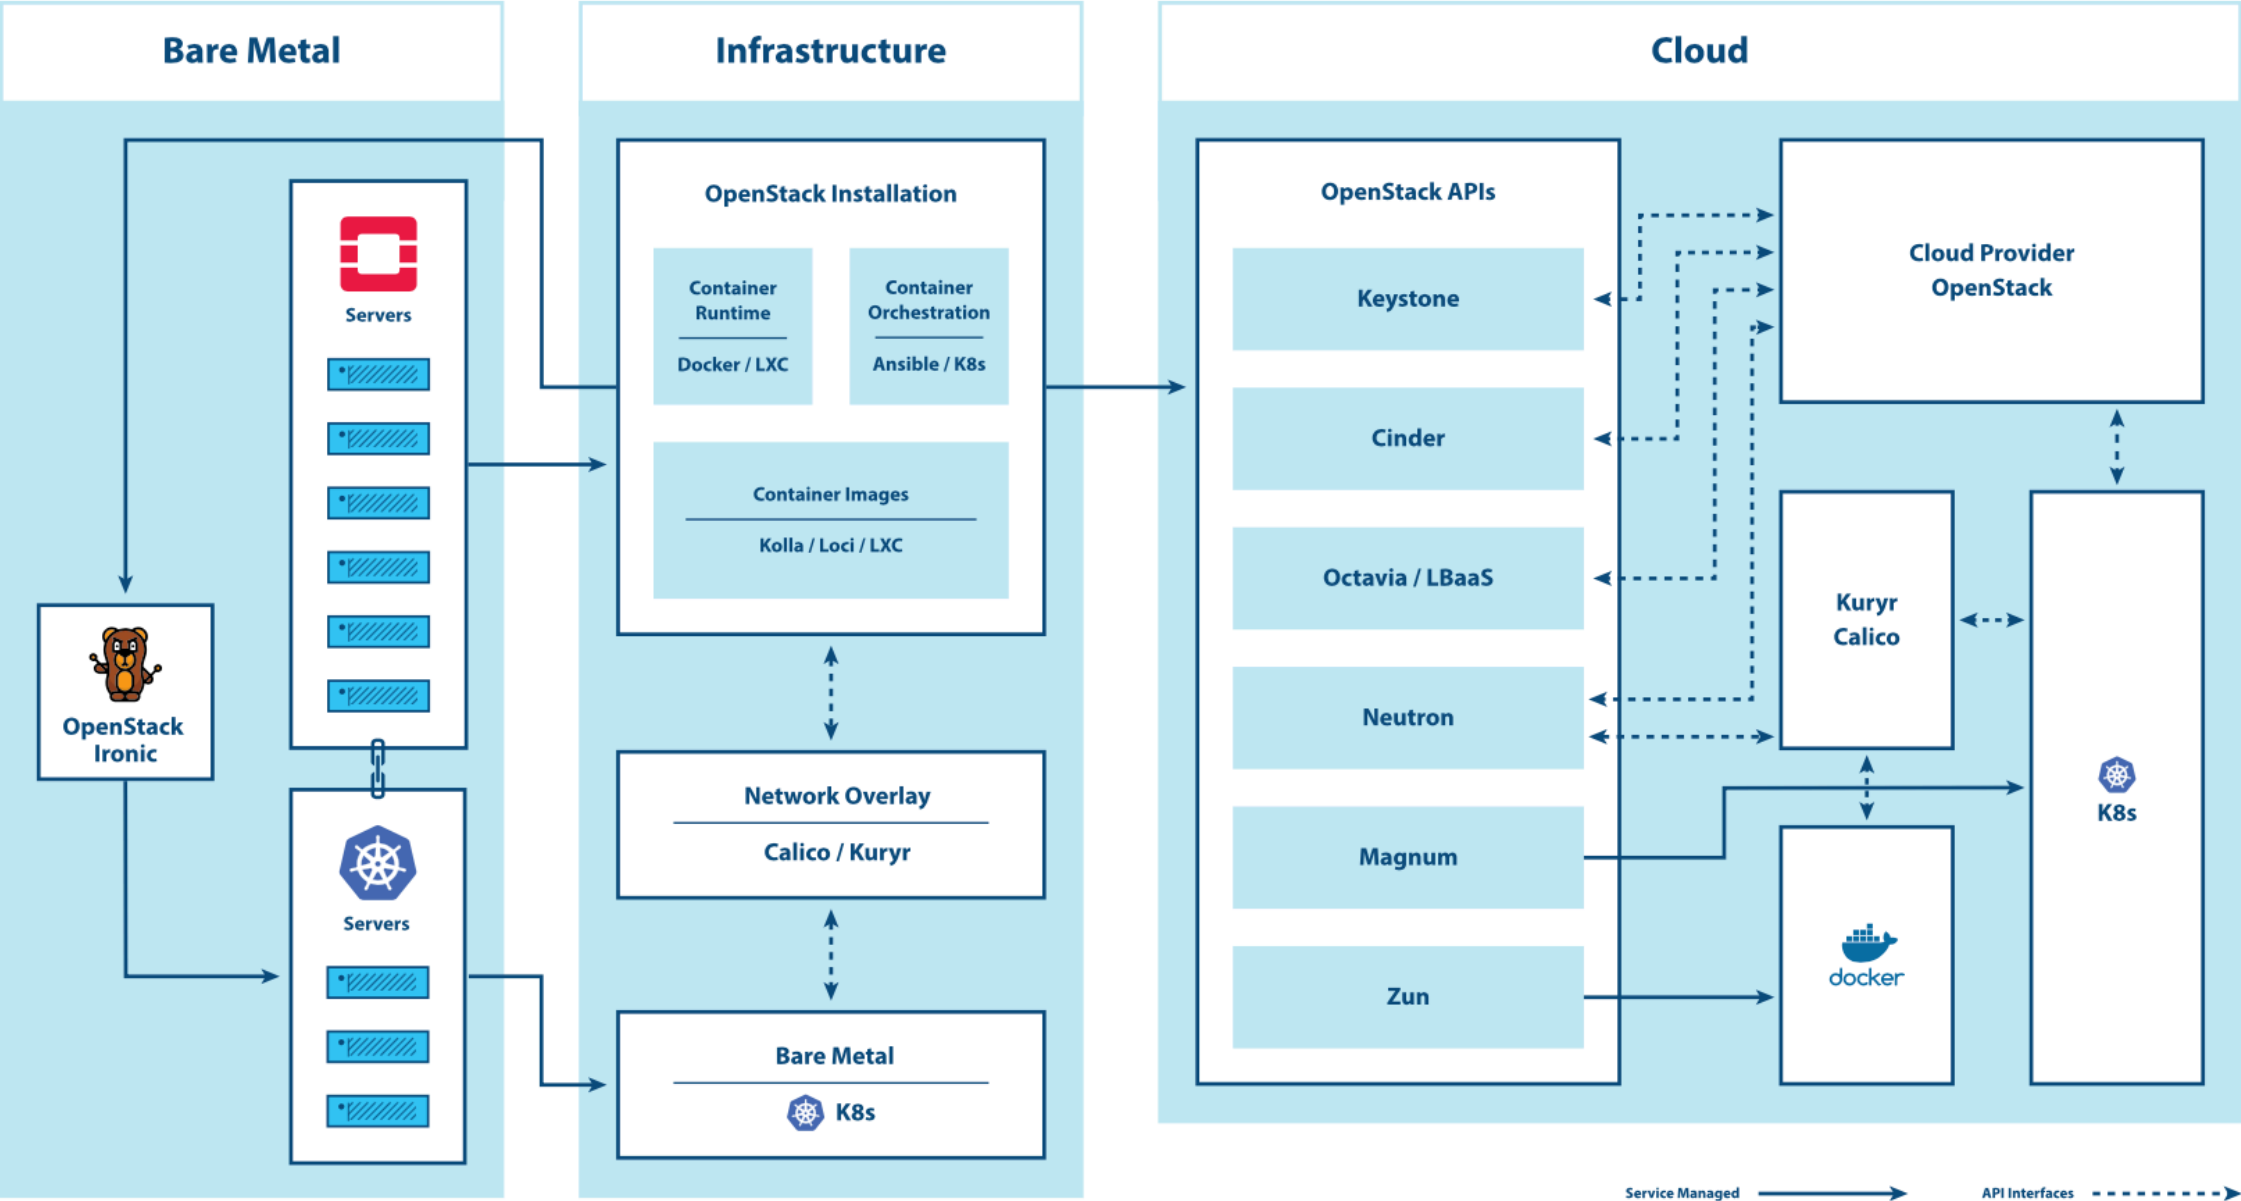 Bare Metal
Servers
OpenStack
Ironic
Servers
Infrastructure
OpenStack Installation
Container
Runtime
Docker / LXC
Container
Orchestration
Ansible / K8s
Container Images
Kolla / Loci / LXC
Network Overlay
Calico / Kuryr
Bare Metal
K8s
Cloud
OpenStack APIs
Keystone
Cinder
Octavia / LBaaS
Neutron
Magnum
Zun
Cloud Provider
OpenStack
Kuryr
Calico
docker
K8s
Service Managed
API Interfaces